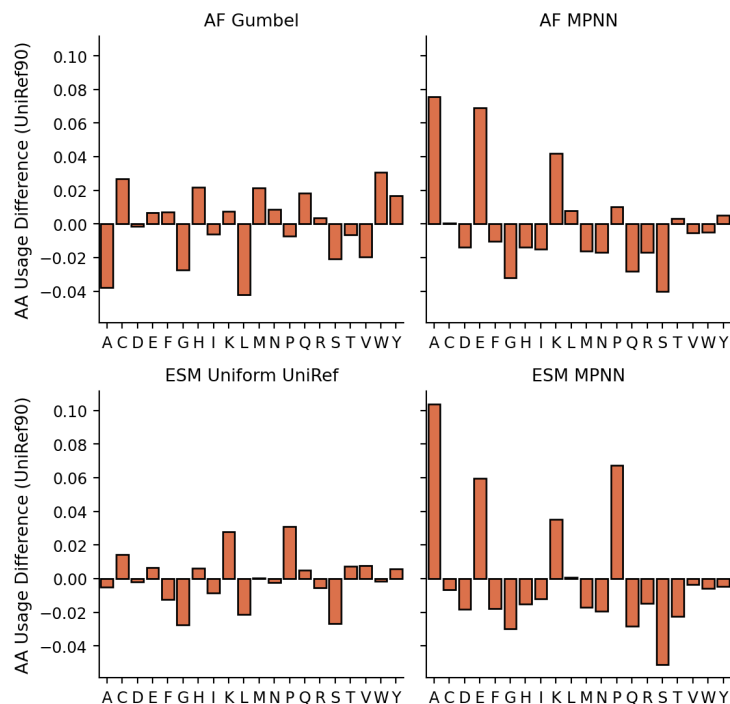 AF Gumbel
AF MPNN
AA Usage Difference (UniRef90)
0.10
0.08
0.06
0.04
0.02
0.00
−0.02
−0.04
A C D E F G H I K L M N P Q R S T V W Y
A C D E F G H I K L M N P Q R S T V W Y
ESM Uniform UniRef
ESM MPNN
AA Usage Difference (UniRef90)
0.10
0.08
0.06
0.04
0.02
0.00
−0.02
−0.04
A C D E F G H I K L M N P Q R S T V W Y
A C D E F G H I K L M N P Q R S T V W Y